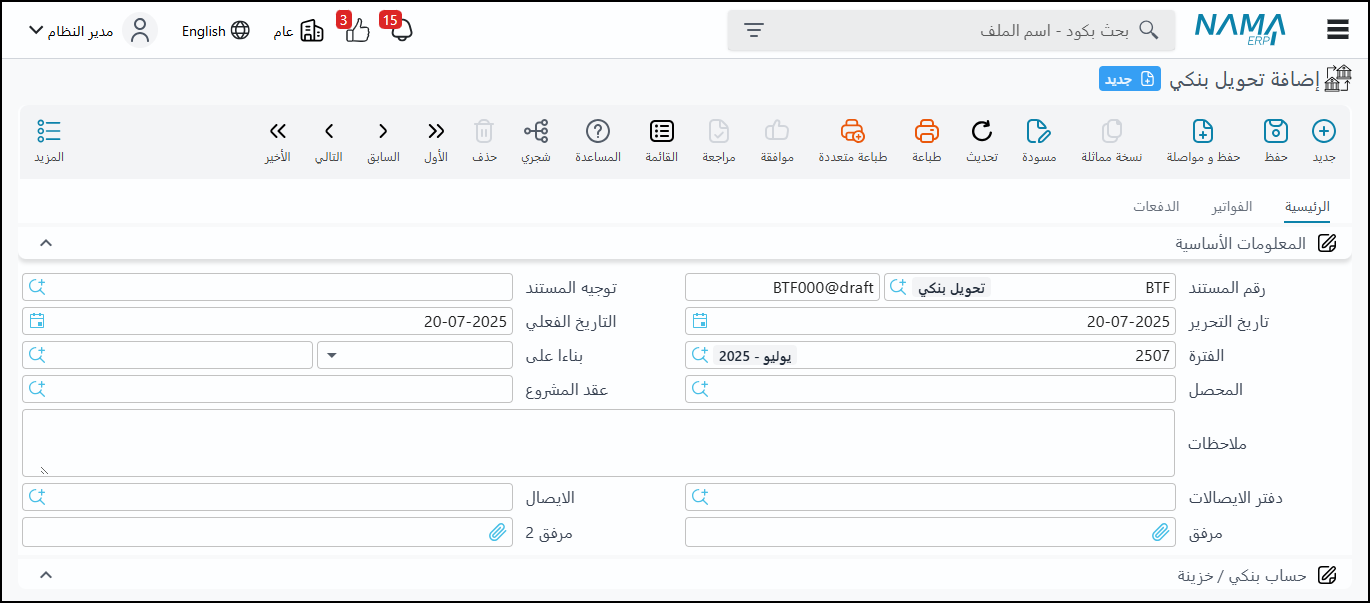 NAMA ERP بحث بكود - اسم الملف 15 3 عام English مدير النظام
إضافة تحويل بنكي جديد
جديد حفظ حفظ و مواصلة نسخة مماثلة مسودة تحديث طباعة طباعة متعددة موافقة مراجعة القائمة المساعدة شجري حذف الأول السابق التالي الأخير المزيد
الرئيسية الفواتير الدفعات
المعلومات الأساسية
رقم المستند BTF تحويل بنكي BTF000@draft توجيه المستند
تاريخ التحرير 20-07-2025 التاريخ الفعلي 20-07-2025
الفترة 2507 يوليو - 2025 بناءا على
المحصل عقد المشروع
ملاحظات
دفتر الايصالات الايصال
مرفق مرفق 2
حساب بنكي / خزينة